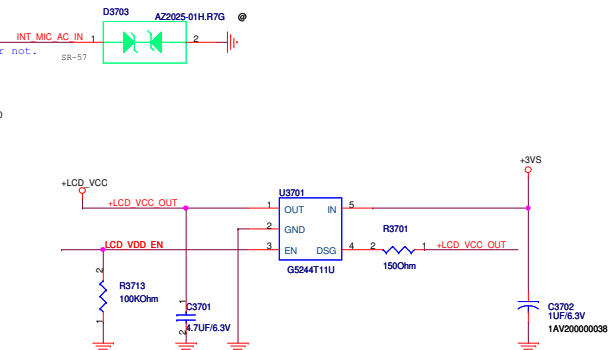 D3703
AZ2025-01H.R7G @
INT_MIC_AC_IN 1 2
r not.
SR-57
+3VS
+LCD_VCC
U3701
+LCD_VCC_OUT 1 OUT IN 5
R3701
2 GND
LCD_VDD_EN 3 EN DSG 4 2 1 +LCD_VCC_OUT
G5244T11U 150Ohm
2
R3713
100KOhm
1
1
C3701
4.7UF/6.3V
2
C3702
1UF/6.3V
1AV200000038